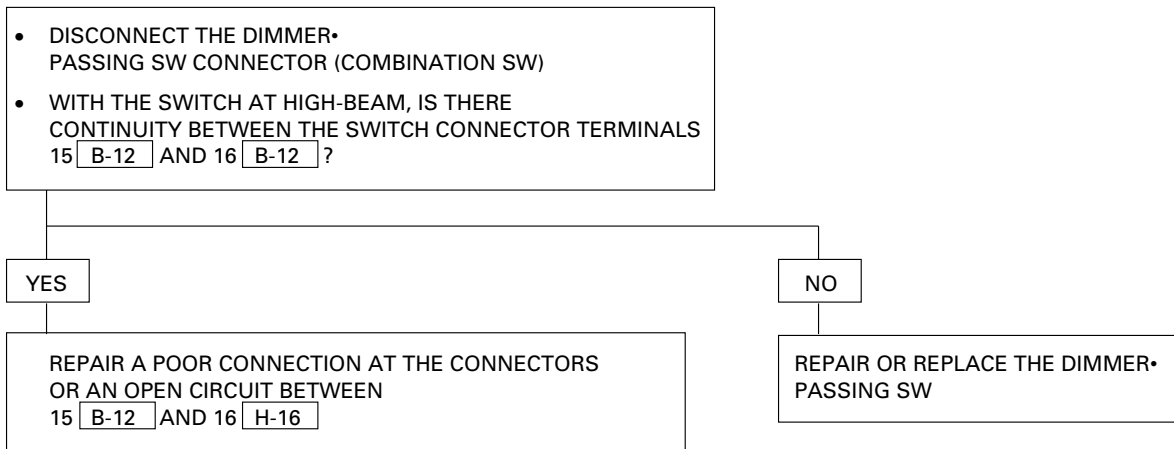 • DISCONNECT THE DIMMER•
PASSING SW CONNECTOR (COMBINATION SW)
• WITH THE SWITCH AT HIGH-BEAM, IS THERE
CONTINUITY BETWEEN THE SWITCH CONNECTOR TERMINALS
15 B-12 AND 16 B-12 ?
YES
NO
REPAIR A POOR CONNECTION AT THE CONNECTORS
OR AN OPEN CIRCUIT BETWEEN
15 B-12 AND 16 H-16
REPAIR OR REPLACE THE DIMMER•
PASSING SW